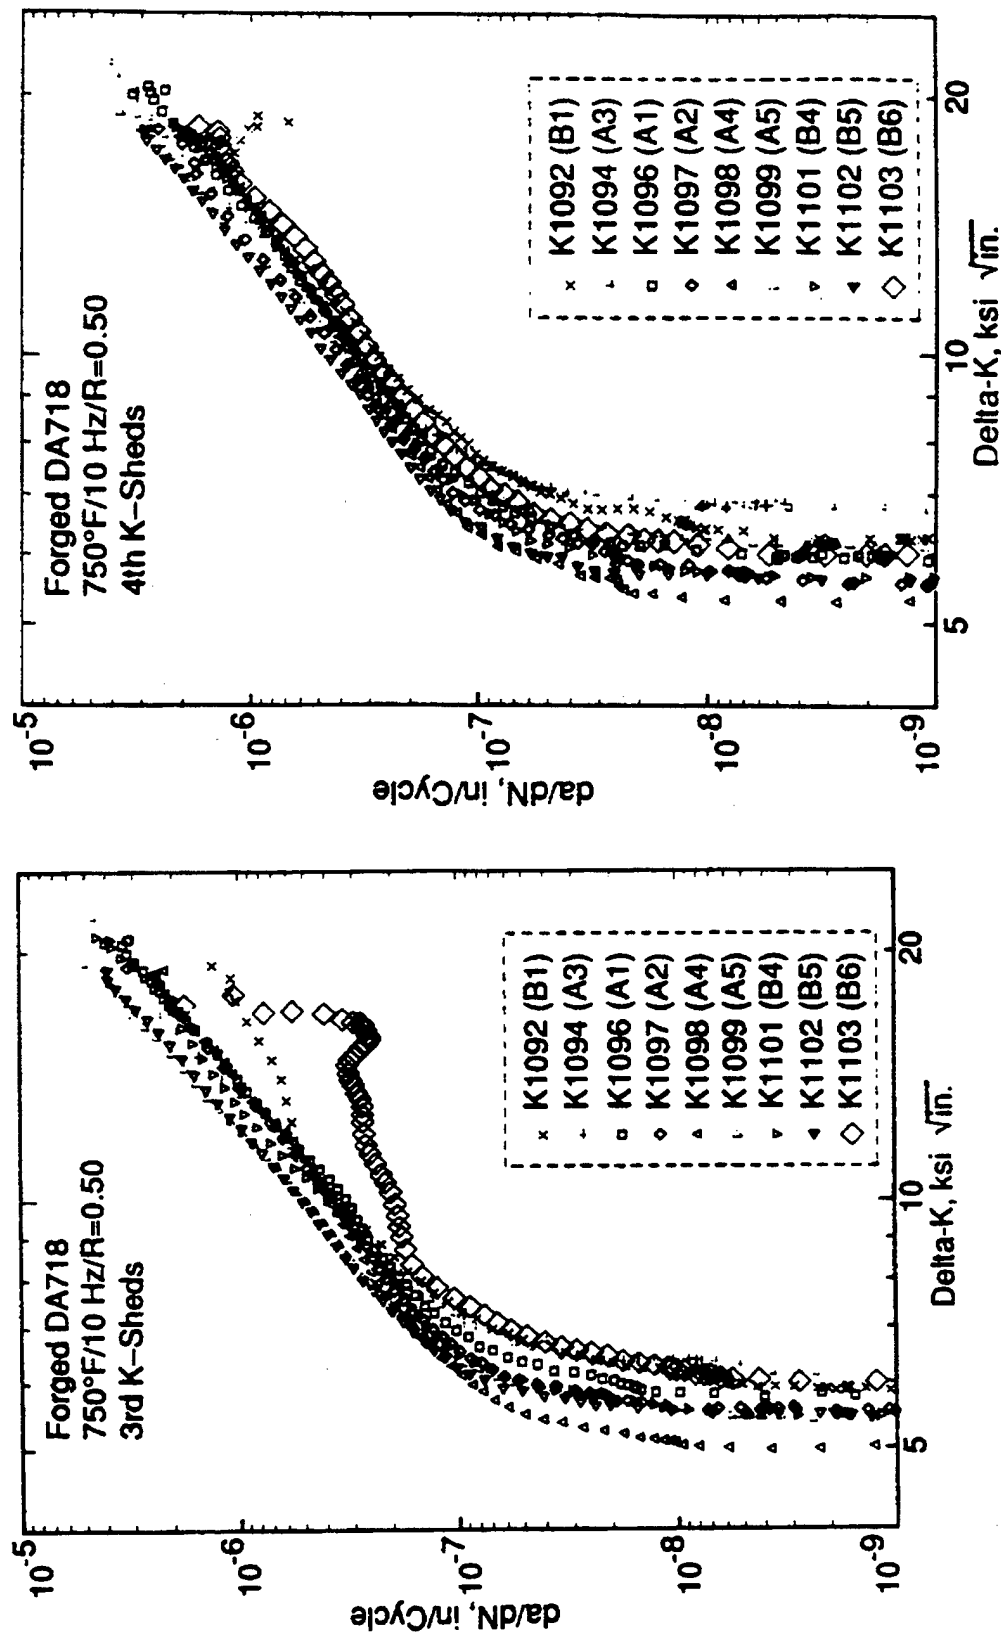 Forged DA718
750°F/10 Hz/R=0.50
3rd K-Sheds
10-5
10-6
10-7
10-8
10-9
da/dN, in/Cycle
5
10
20
Delta-K, ksi √in.
K1092 (B1)
K1094 (A3)
K1096 (A1)
K1097 (A2)
K1098 (A4)
K1099 (A5)
K1101 (B4)
K1102 (B5)
K1103 (B6)
Forged DA718
750°F/10 Hz/R=0.50
4th K-Sheds
10-5
10-6
10-7
10-8
10-9
da/dN, in/Cycle
5
10
20
Delta-K, ksi √in.
K1092 (B1)
K1094 (A3)
K1096 (A1)
K1097 (A2)
K1098 (A4)
K1099 (A5)
K1101 (B4)
K1102 (B5)
K1103 (B6)